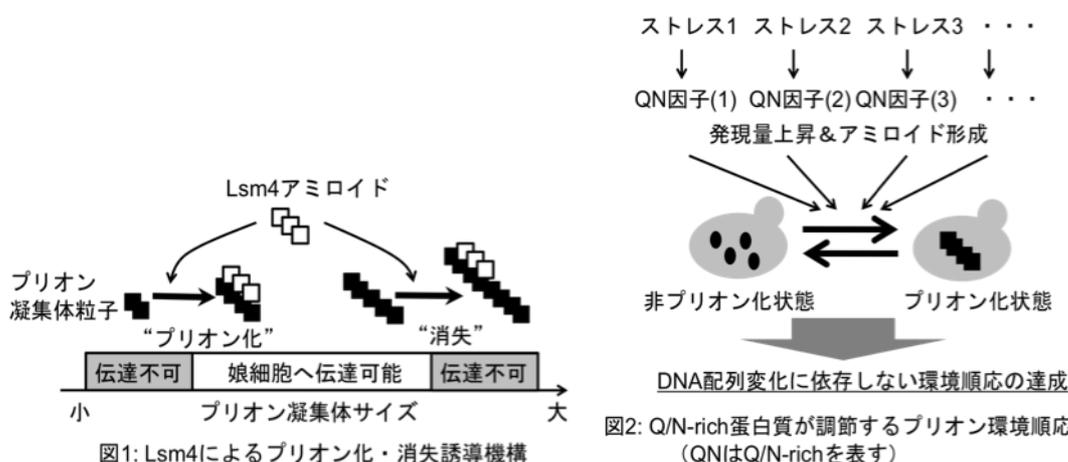 Lsm4アミロイド
プリオン
凝集体粒子
“プリオン化”
“消失”
伝達不可
娘細胞へ伝達可能
伝達不可
小
プリオン凝集体サイズ
大
図1: Lsm4によるプリオン化・消失誘導機構
ストレス1 ストレス2 ストレス3 ・・・
QN因子(1) QN因子(2) QN因子(3) ・・・
発現量上昇＆アミロイド形成
非プリオン化状態
プリオン化状態
DNA配列変化に依存しない環境順応の達成
図2: Q/N-rich蛋白質が調節するプリオン環境順応
（QNはQ/N-richを表す）